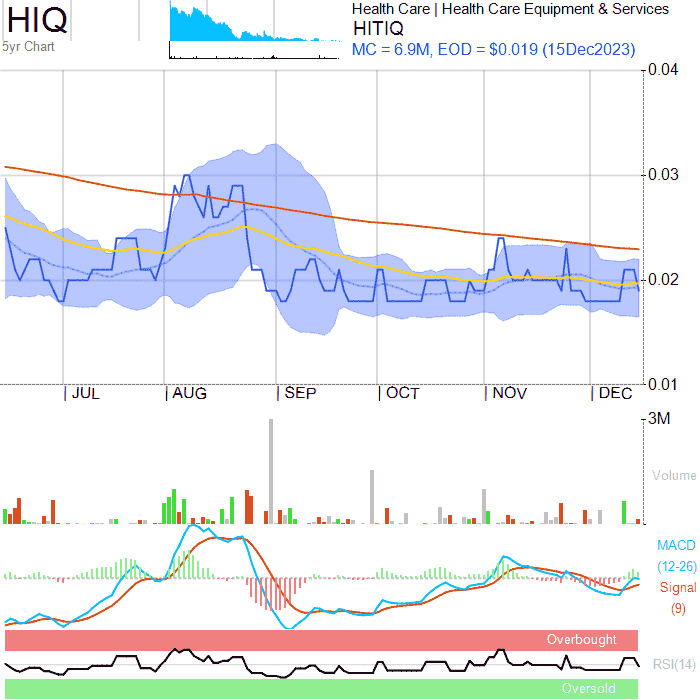 HIQ
5yr Chart
Health Care | Health Care Equipment & Services
HITIQ
MC = 6.9M, EOD = $0.019 (15Dec2023)
0.04
0.03
0.02
0.01
JUL AUG SEP OCT NOV DEC
3M
Volume
MACD
(12-26)
Signal
(9)
Overbought
RSI(14)
Oversold